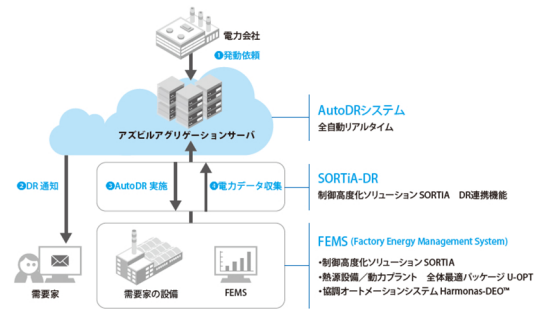 電力会社
❶発動依頼
アズビルアグリゲーションサーバ
AutoDRシステム
全自動リアルタイム
❷DR 通知
❸AutoDR 実施
❹電力データ収集
SORTiA-DR
制御高度化ソリューション SORTIA DR連携機能
FEMS (Factory Energy Management System)
・制御高度化ソリューション SORTIA
・熱源設備／動力プラント 全体最適パッケージ U-OPT
・協調オートメーションシステム Harmonas-DEO™
需要家
需要家の設備
FEMS